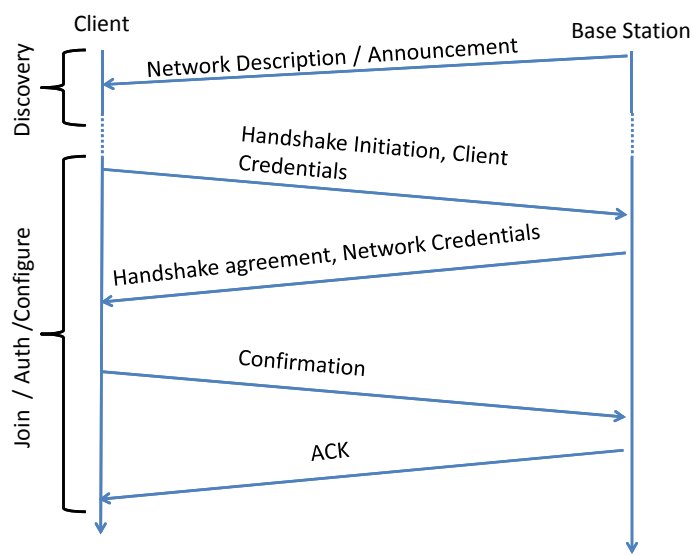 Client
Base Station
Discovery
Network Description / Announcement
Handshake Initiation, Client
Credentials
Handshake agreement, Network Credentials
Join / Auth /Configure
Confirmation
ACK